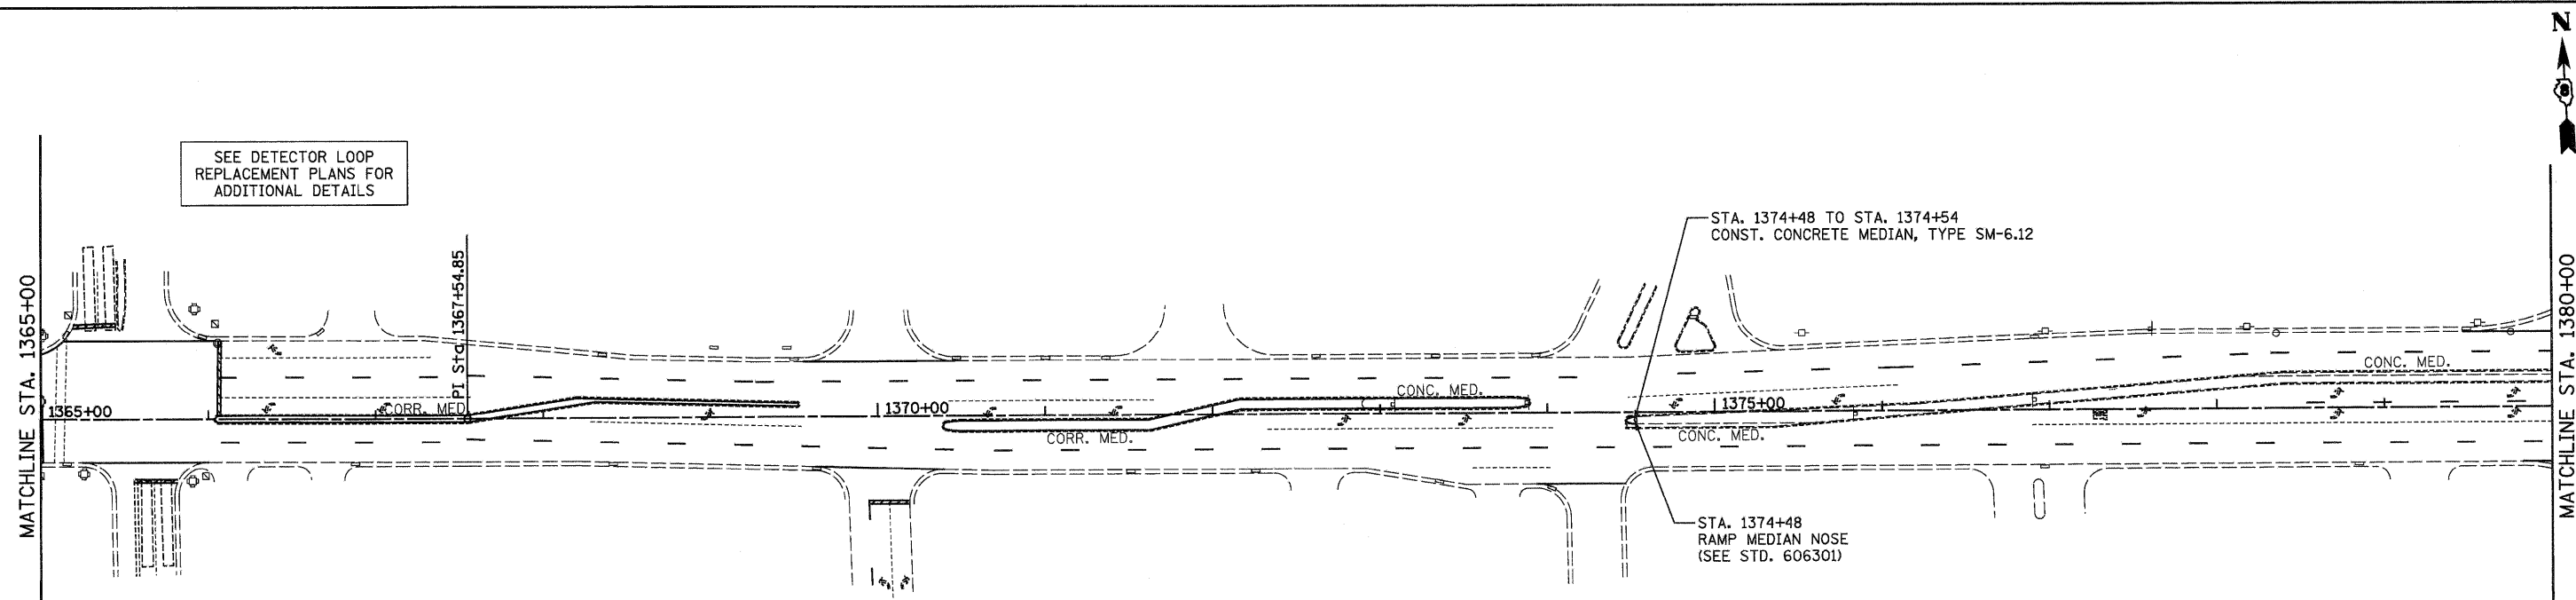 N
SEE DETECTOR LOOP
REPLACEMENT PLANS FOR
ADDITIONAL DETAILS
STA. 1374+48 TO STA. 1374+54
CONST. CONCRETE MEDIAN, TYPE SM-6.12
MATCHLINE STA. 1365+00
PI Sta 1367+54.85
MATCHLINE STA. 1380+00
CONC. MED.
CONC. MED.
1365+00
CORR. MED.
1370+00
1375+00
CORR. MED.
CONC. MED.
STA. 1374+48
RAMP MEDIAN NOSE
(SEE STD. 606301)